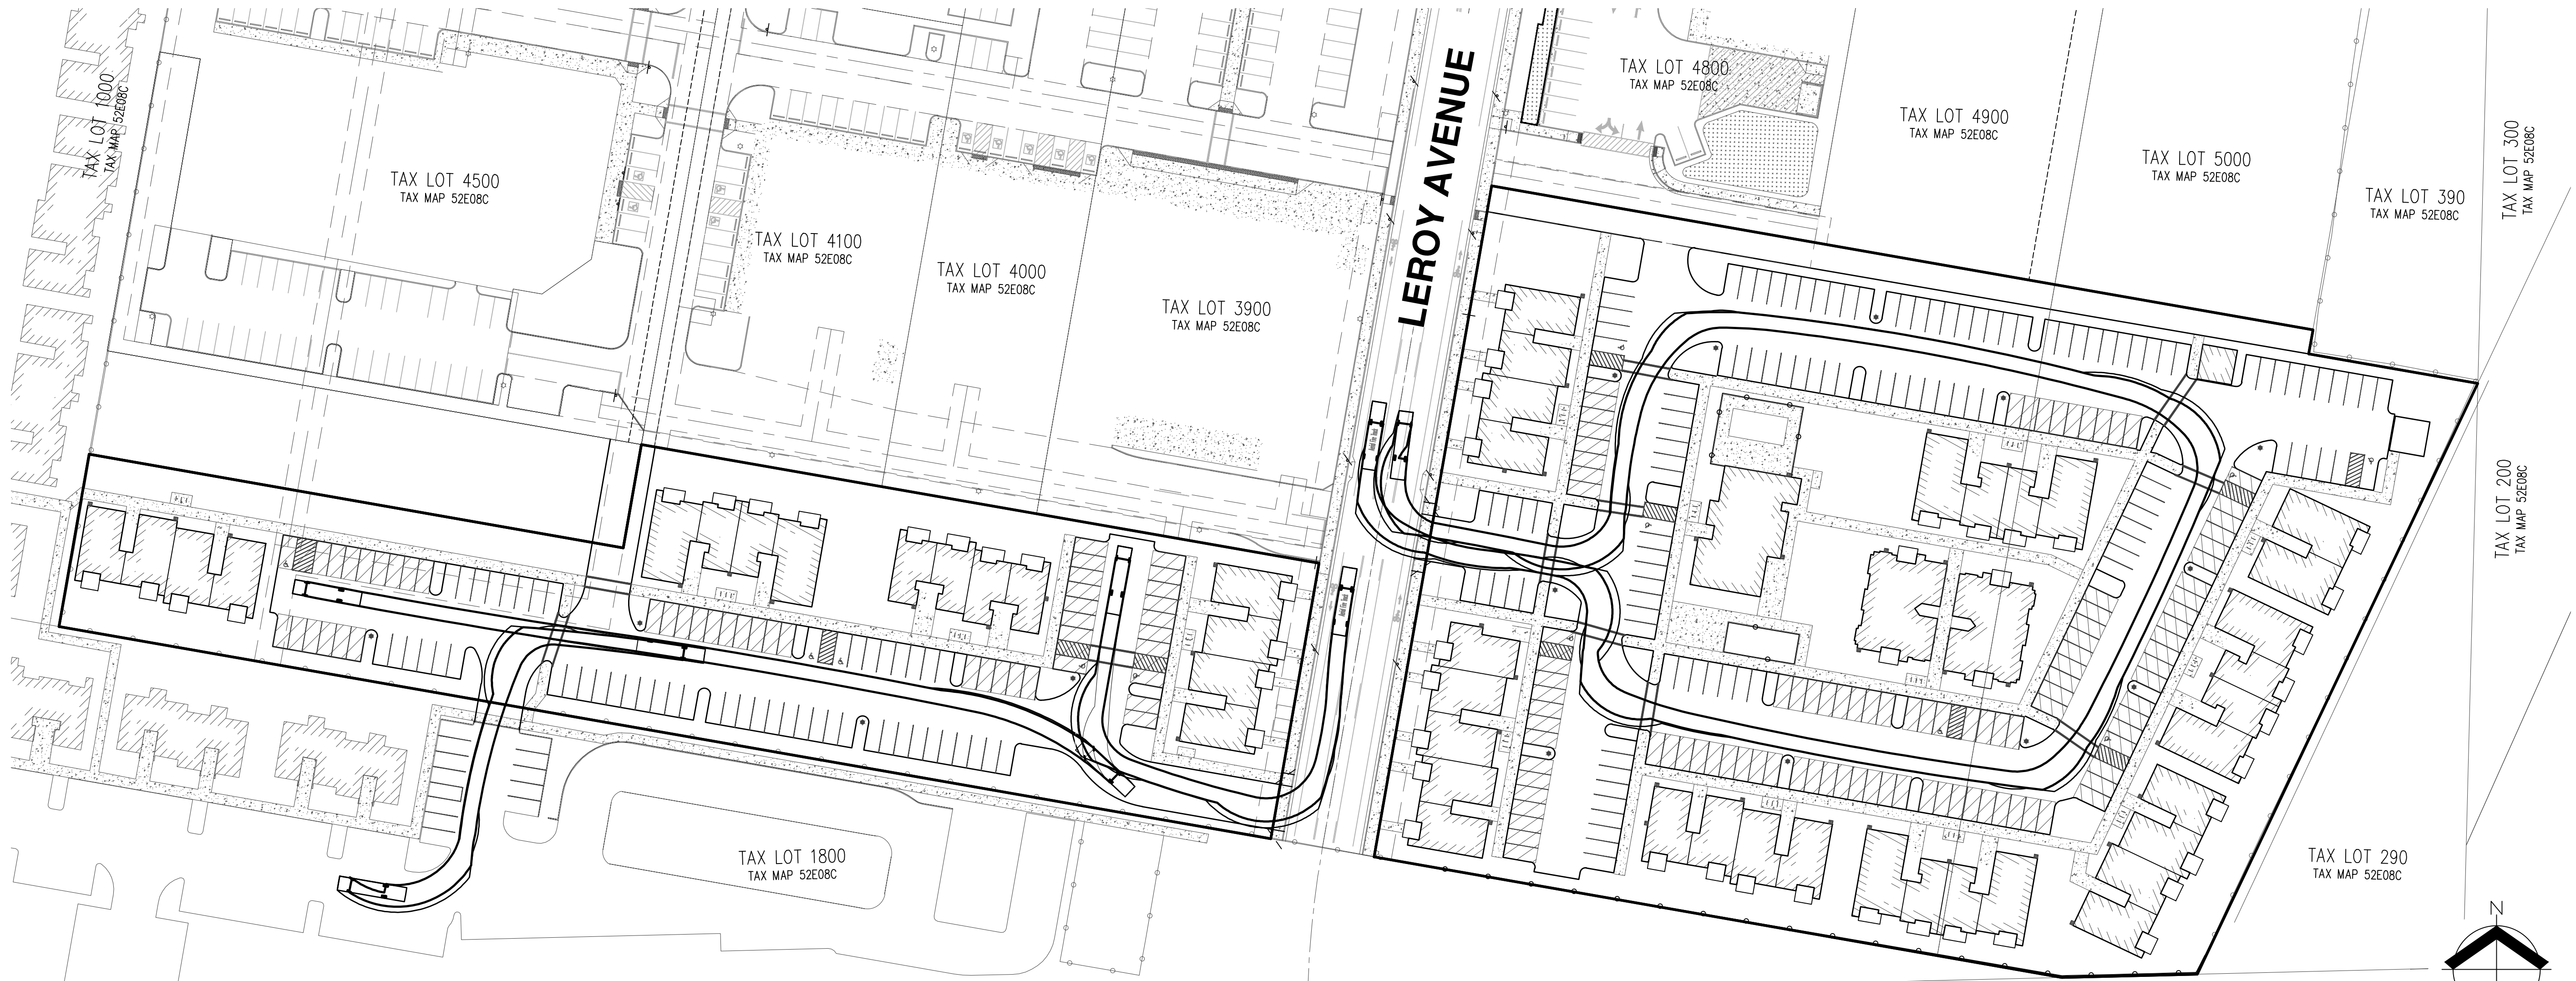 TAX LOT 1000
TAX MAP 52E08C
TAX LOT 4500
TAX MAP 52E08C
TAX LOT 4100
TAX MAP 52E08C
TAX LOT 4000
TAX MAP 52E08C
TAX LOT 3900
TAX MAP 52E08C
LEROY AVENUE
TAX LOT 4800
TAX MAP 52E08C
TAX LOT 4900
TAX MAP 52E08C
TAX LOT 5000
TAX MAP 52E08C
TAX LOT 390
TAX MAP 52E08C
TAX LOT 300
TAX MAP 52E08C
TAX LOT 200
TAX MAP 52E08C
TAX LOT 1800
TAX MAP 52E08C
TAX LOT 290
TAX MAP 52E08C
N